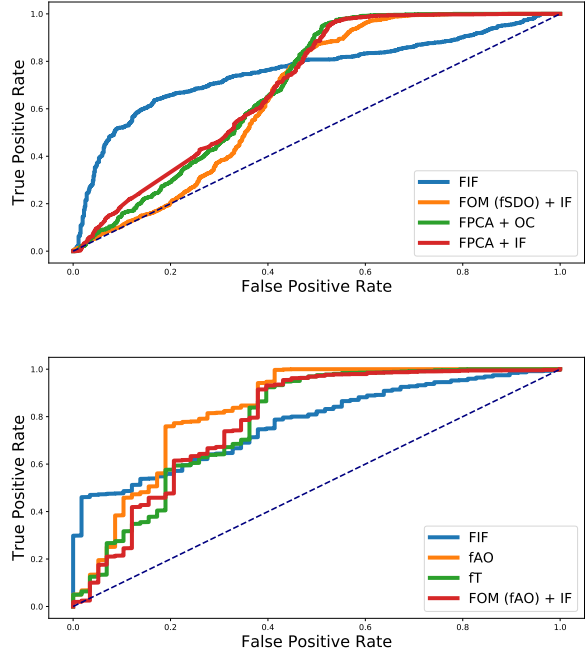 1.0
0.8
0.6
0.4
0.2
0.0
True Positive Rate
FIF
FOM (fSDO) + IF
FPCA + OC
FPCA + IF
0.0 0.2 0.4 0.6 0.8 1.0
False Positive Rate
1.0
0.8
0.6
0.4
0.2
0.0
True Positive Rate
FIF
fAO
fT
FOM (fAO) + IF
0.0 0.2 0.4 0.6 0.8 1.0
False Positive Rate